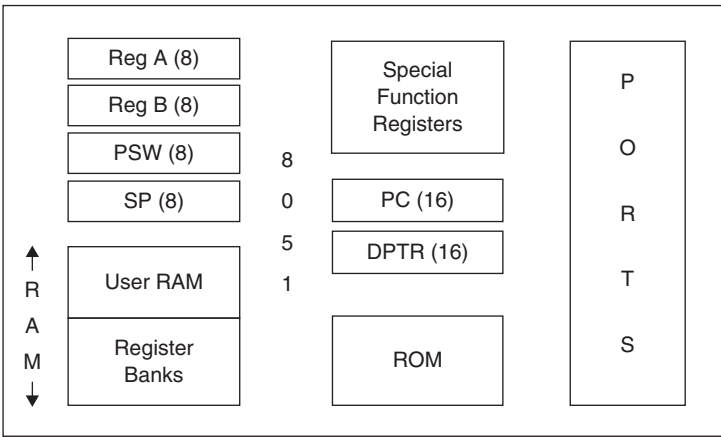 Reg A (8)
Reg B (8)
PSW (8)
SP (8)
R
A
M
User RAM
Register
Banks
8
0
5
1
Special
Function
Registers
PC (16)
DPTR (16)
ROM
P
O
R
T
S